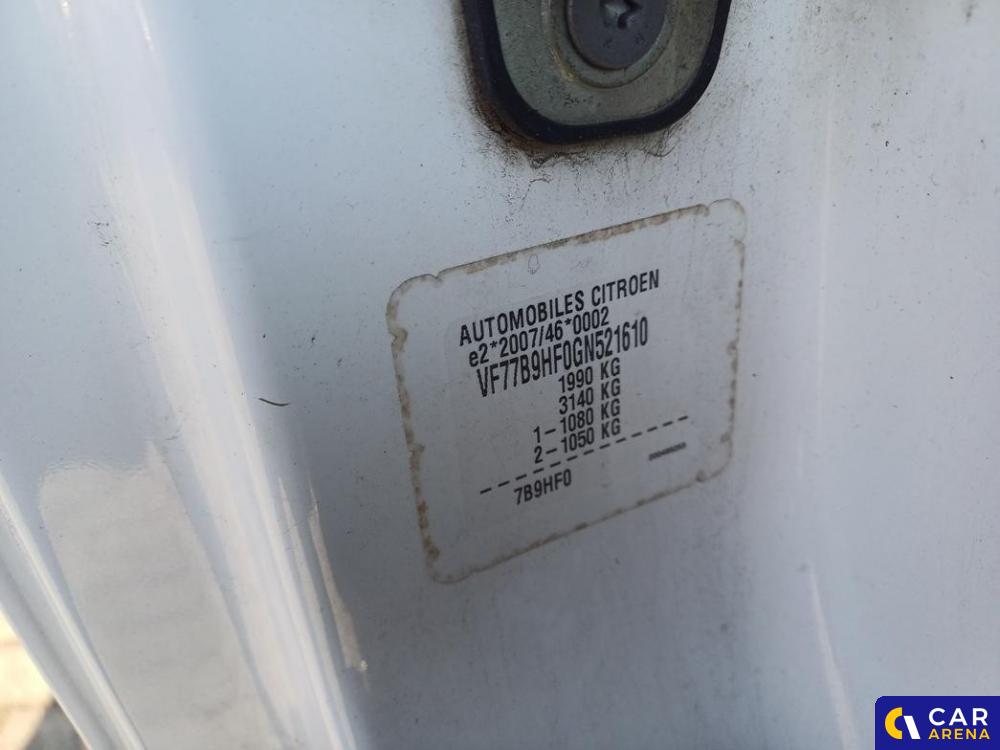 AUTOMOBILES CITROEN
e2*2007/46*0002
VF77B9HF0GN521610
1990 KG
3140 KG
1-1080 KG
2-1050 KG
7B9HF0
CAR
ARENA